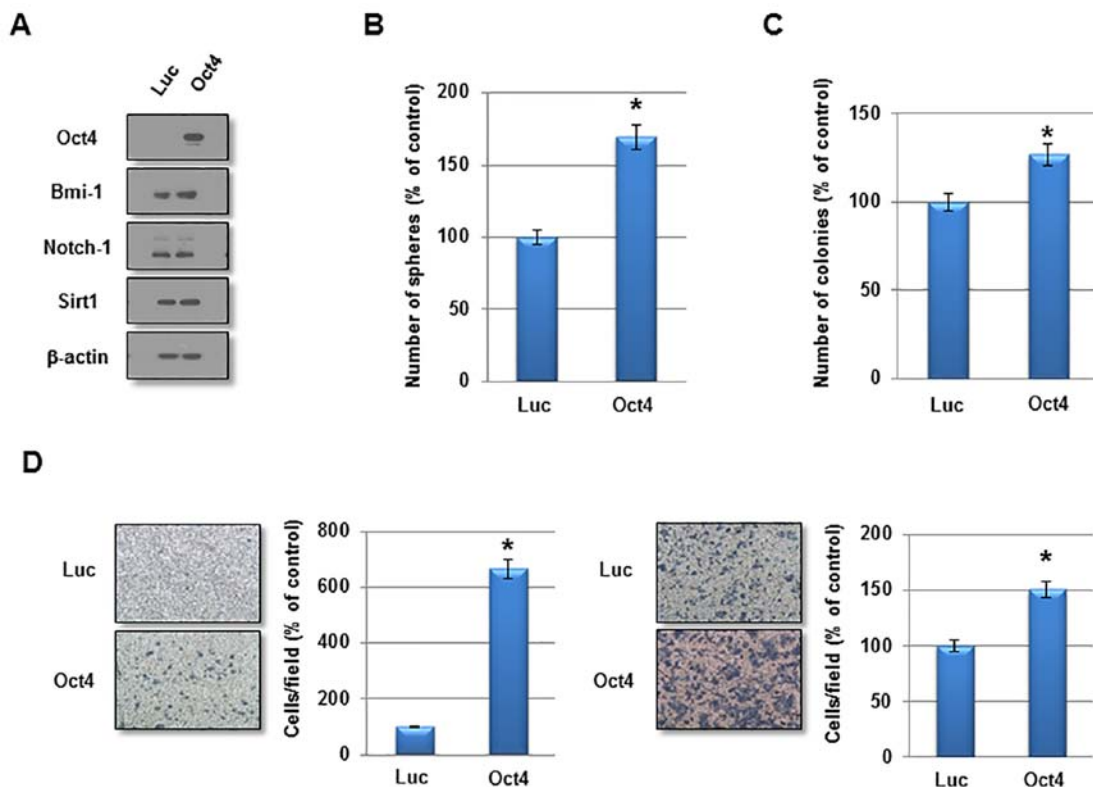 A
Luc Oct4
Oct4
Bmi-1
Notch-1
Sirt1
β-actin
B
Number of spheres (% of control)
200
150
100
50
0
*
Luc Oct4
C
Number of colonies (% of control)
150
100
50
0
*
Luc Oct4
D
Luc
Oct4
Cells/field (% of control)
800
600
400
200
0
*
Luc Oct4
Luc
Oct4
Cells/field (% of control)
200
150
100
50
0
*
Luc Oct4